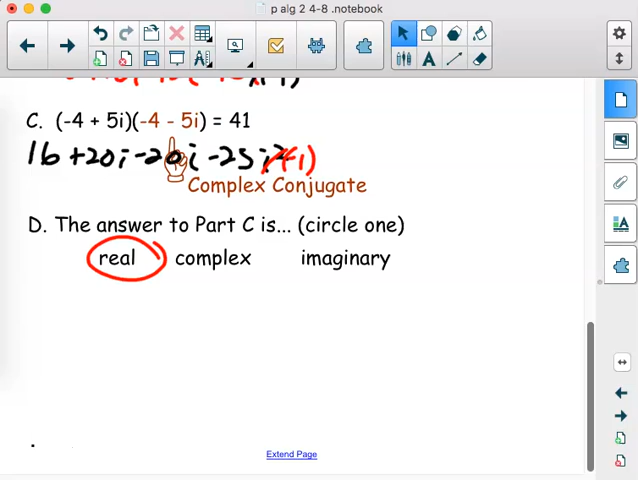 p alg 2 4-8 .notebook
C. (-4 + 5i)(-4 - 5i) = 41
16 +20i -20i -25i² (-1)
Complex Conjugate
D. The answer to Part C is... (circle one)
real complex imaginary
Extend Page